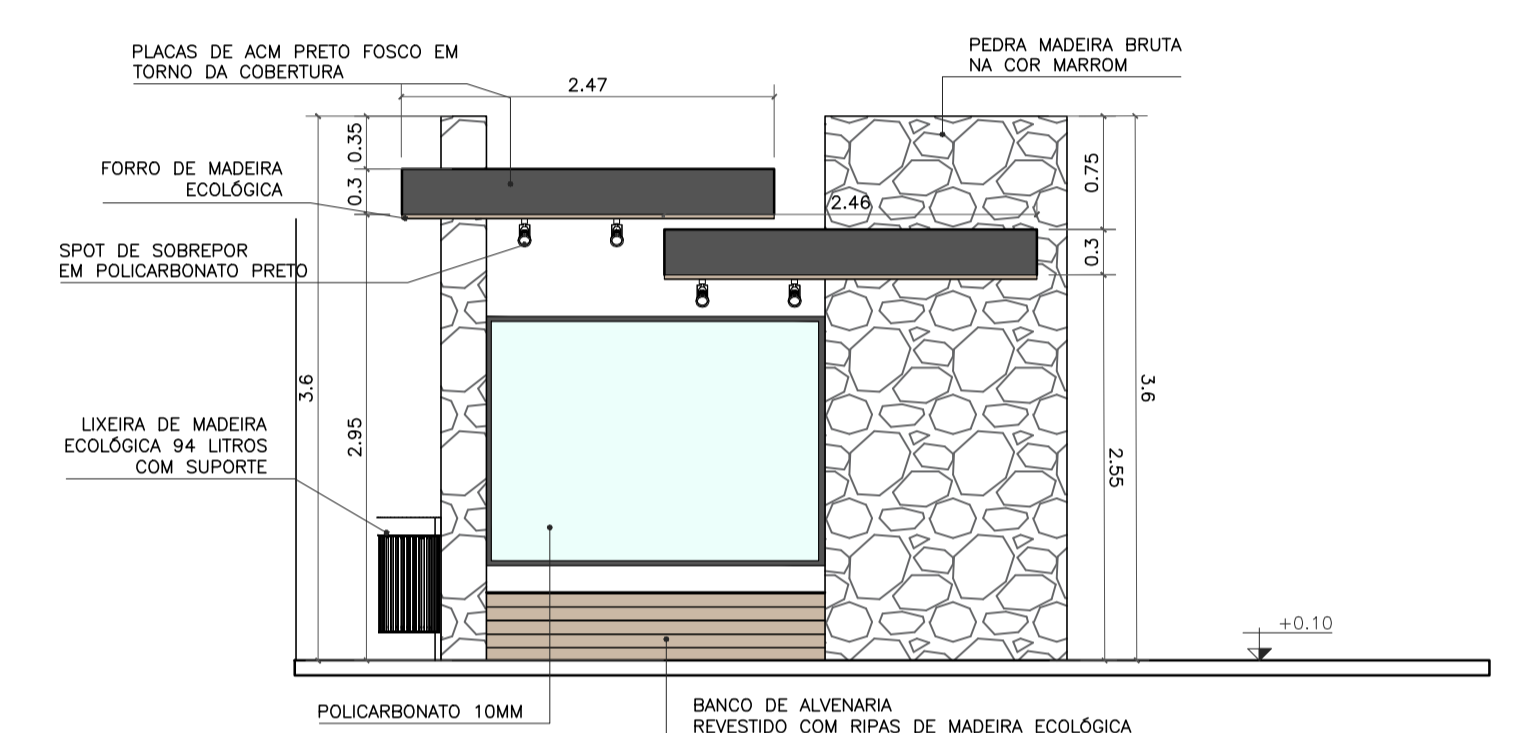 PLACAS DE ACM PRETO FOSCO EM
TORNO DA COBERTURA
PEDRA MADEIRA BRUTA
NA COR MARROM
2.47
0.35
0.75
FORRO DE MADEIRA
ECOLÓGICA
0.3
2.46
SPOT DE SOBREPOR
EM POLICARBONATO PRETO
0.3
3.6
3.6
LIXEIRA DE MADEIRA
ECOLÓGICA 94 LITROS
COM SUPORTE
2.95
2.55
+0.10
POLICARBONATO 10MM
BANCO DE ALVENARIA
REVESTIDO COM RIPAS DE MADEIRA ECOLÓGICA